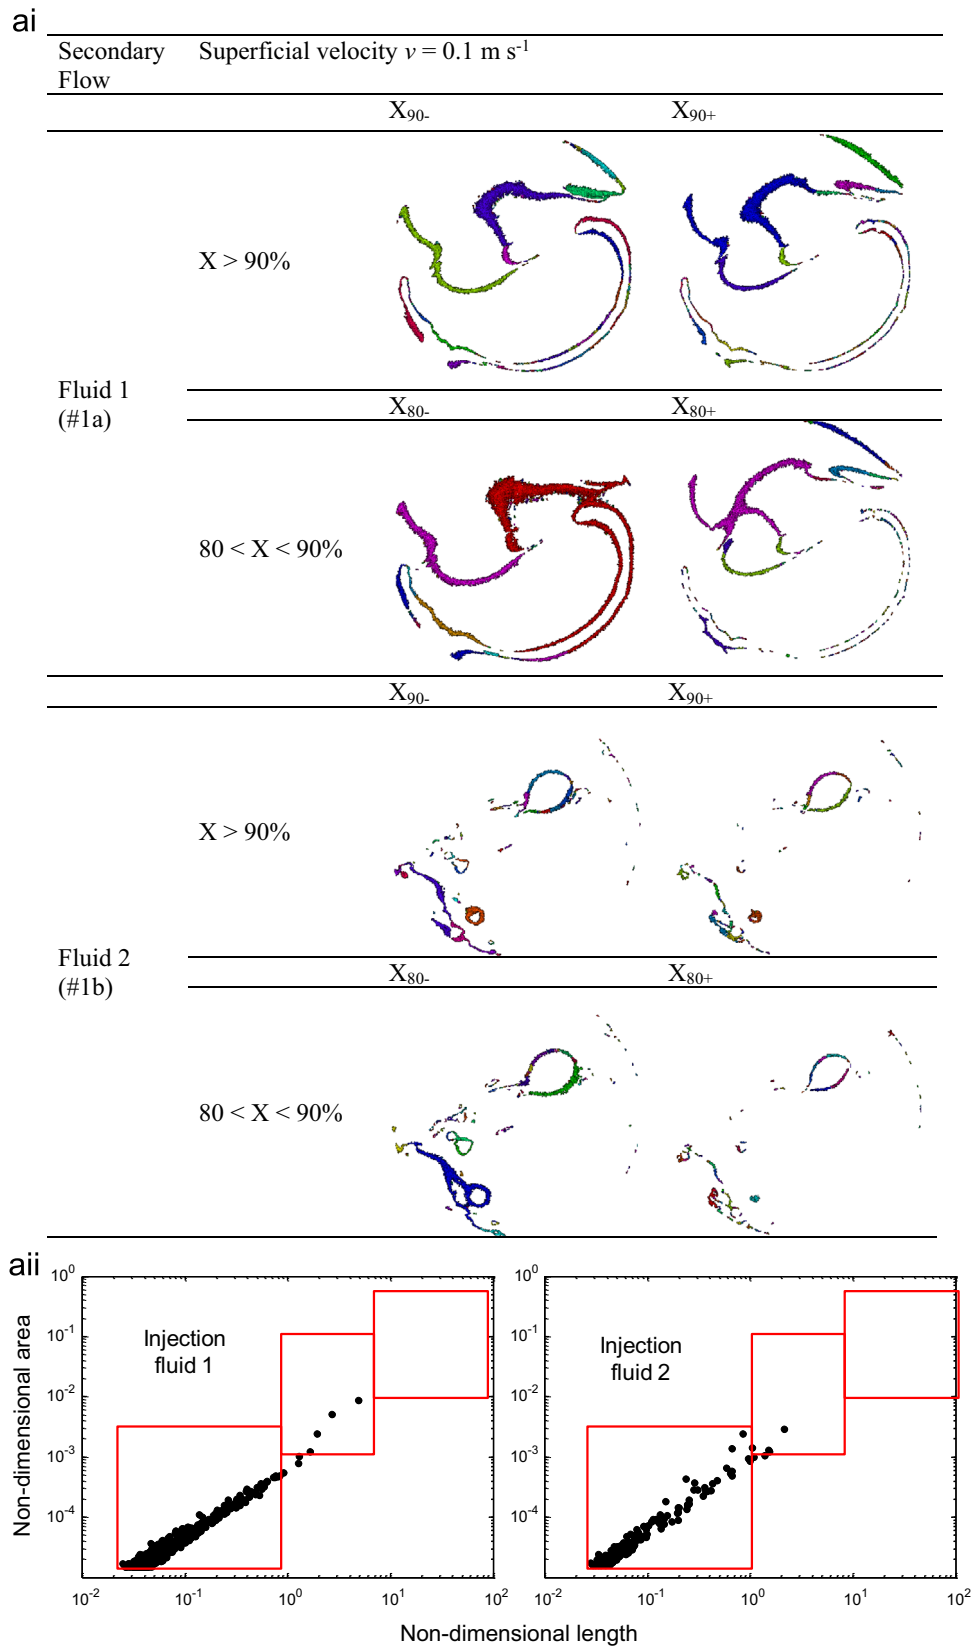 ai
Secondary Flow
Superficial velocity v = 0.1 m s⁻¹
X₉₀₋ X₉₀₊
X > 90%
Fluid 1 (#1a)
X₈₀₋ X₈₀₊
80 < X < 90%
X₉₀₋ X₉₀₊
X > 90%
Fluid 2 (#1b)
X₈₀₋ X₈₀₊
80 < X < 90%
aii
Non-dimensional area
10⁰
10⁻¹
10⁻²
10⁻³
10⁻⁴
Injection
fluid 1
10⁻² 10⁻¹ 10⁰ 10¹ 10²
10⁰
10⁻¹
10⁻²
10⁻³
10⁻⁴
Injection
fluid 2
10⁻² 10⁻¹ 10⁰ 10¹ 10²
Non-dimensional length